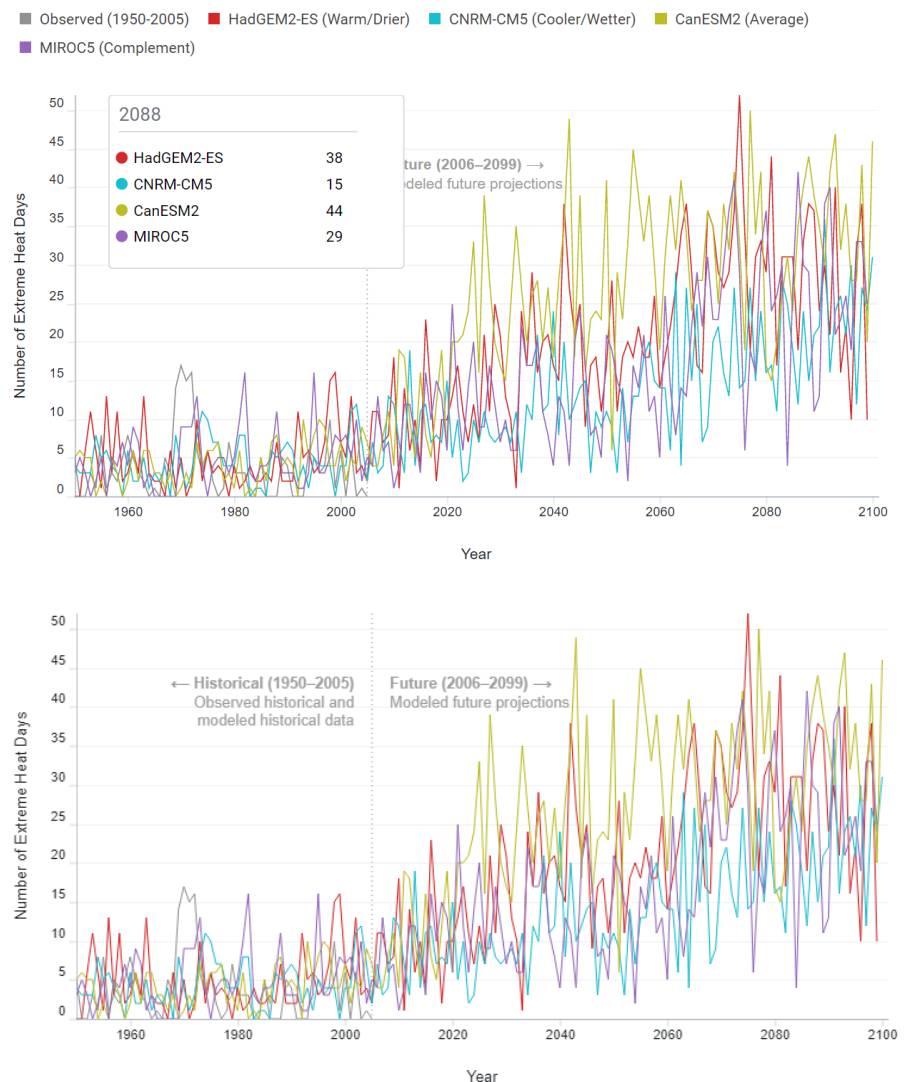 Observed (1950-2005) HadGEM2-ES (Warm/Drier) CNRM-CM5 (Cooler/Wetter) CanESM2 (Average)
MIROC5 (Complement)
50
45
40
35
30
25
20
15
10
5
0
Number of Extreme Heat Days
2088
HadGEM2-ES 38
CNRM-CM5 15
CanESM2 44
MIROC5 29
ture (2006–2099) →
deled future projections
1960 1980 2000 2020 2040 2060 2080 2100
Year
50
45
40
35
30
25
20
15
10
5
0
Number of Extreme Heat Days
← Historical (1950–2005)
Observed historical and
modeled historical data
Future (2006–2099) →
Modeled future projections
1960 1980 2000 2020 2040 2060 2080 2100
Year